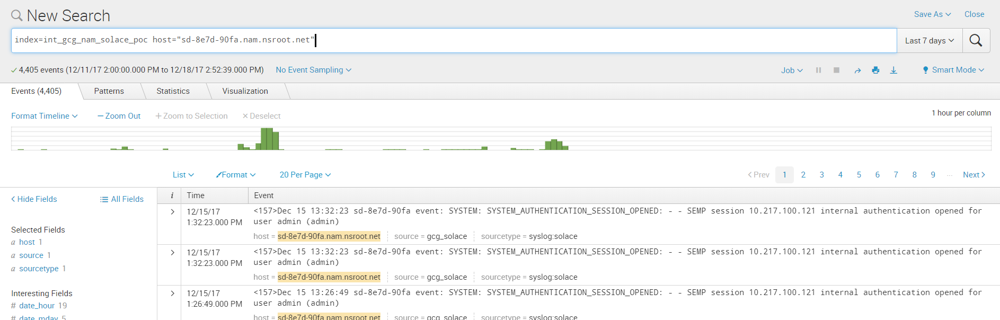 New Search
Save As Close
index=int_gcg_nam_solace_poc host="sd-8e7d-90fa.nam.nsroot.net"
Last 7 days
4,405 events (12/11/17 2:00:00.000 PM to 12/18/17 2:52:39.000 PM) No Event Sampling
Job Smart Mode
Events (4,405) Patterns Statistics Visualization
Format Timeline — Zoom Out + Zoom to Selection × Deselect
1 hour per column
List Format 20 Per Page
< Prev 1 2 3 4 5 6 7 8 9 ... Next >
< Hide Fields All Fields
i Time Event
Selected Fields
a host 1
a source 1
a sourcetype 1
Interesting Fields
# date_hour 19
# date_mday 5
> 12/15/17 1:32:23.000 PM
<157>Dec 15 13:32:23 sd-8e7d-90fa event: SYSTEM: SYSTEM_AUTHENTICATION_SESSION_OPENED: - - SEMP session 10.217.100.121 internal authentication opened for
user admin (admin)
host = sd-8e7d-90fa.nam.nsroot.net source = gcg_solace sourcetype = syslog:solace
> 12/15/17 1:32:23.000 PM
<157>Dec 15 13:32:23 sd-8e7d-90fa event: SYSTEM: SYSTEM_AUTHENTICATION_SESSION_OPENED: - - SEMP session 10.217.100.121 internal authentication opened for
user admin (admin)
host = sd-8e7d-90fa.nam.nsroot.net source = gcg_solace sourcetype = syslog:solace
> 12/15/17 1:26:49.000 PM
<157>Dec 15 13:26:49 sd-8e7d-90fa event: SYSTEM: SYSTEM_AUTHENTICATION_SESSION_OPENED: - - SEMP session 10.217.100.121 internal authentication opened for
user admin (admin)
host = sd-8e7d-90fa.nam.nsroot.net source = gcg_solace sourcetype = syslog:solace